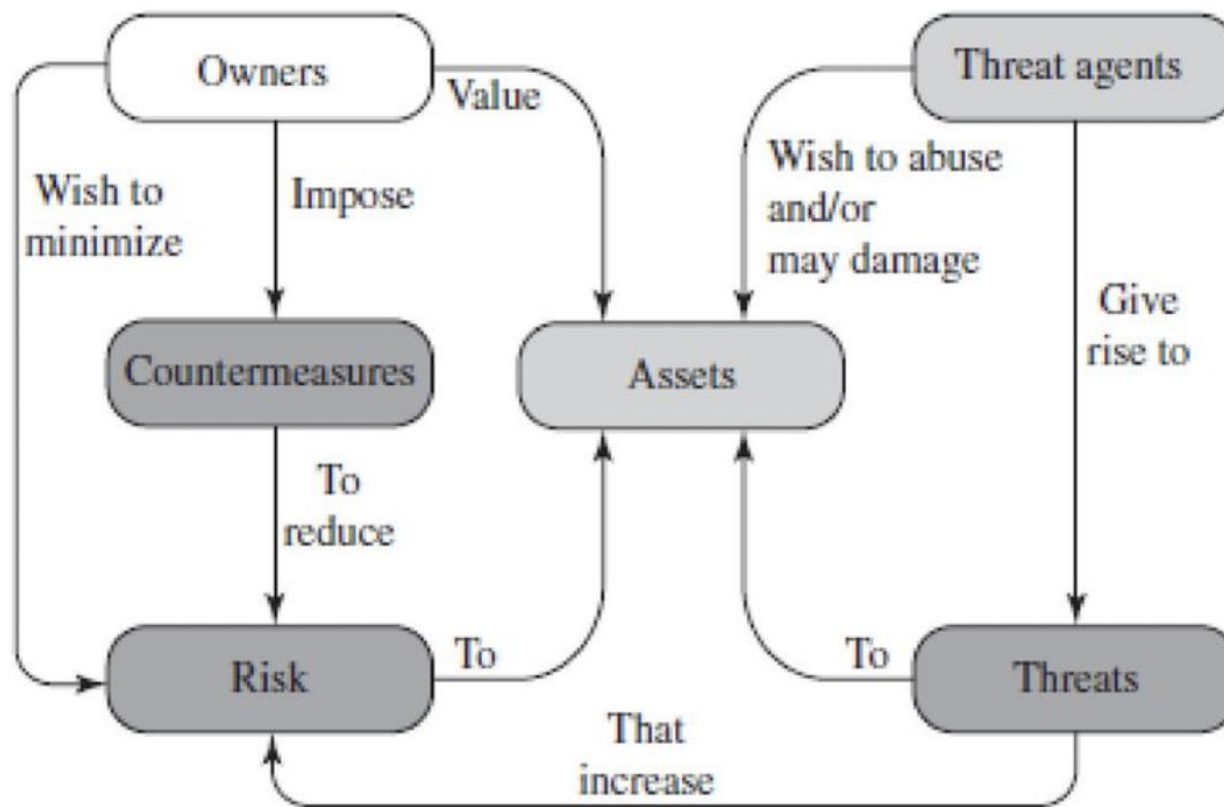 Owners
Value
Threat agents
Wish to
minimize
Impose
Wish to abuse
and/or
may damage
Give
rise to
Countermeasures
Assets
To
reduce
Risk
To
To
Threats
That
increase